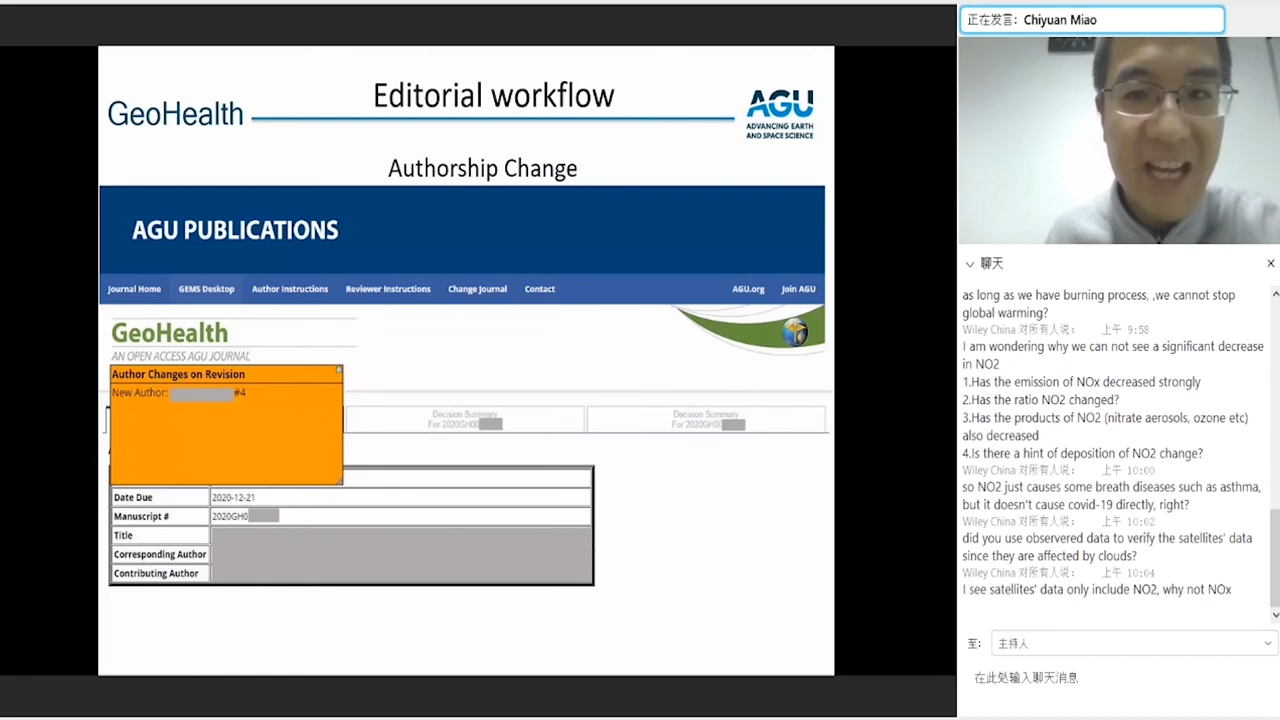 正在发言: Chiyuan Miao
GeoHealth
Editorial workflow
AGU
ADVANCING EARTH
AND SPACE SCIENCE
Authorship Change
AGU PUBLICATIONS
Journal Home GEMS Desktop Author Instructions Reviewer Instructions Change Journal Contact AGU.org Join AGU
GeoHealth
AN OPEN ACCESS AGU JOURNAL
Author Changes on Revision
New Author: #4
Decision Summary
For 2020GH00
Decision Summary
For 2020GH00
Date Due 2020-12-21
Manuscript # 2020GH0
Title
Corresponding Author
Contributing Author
聊天
as long as we have burning process, ,we cannot stop
global warming?
Wiley China 对所有人说: 上午 9:58
I am wondering why we can not see a significant decrease
in NO2
1.Has the emission of NOx decreased strongly
2.Has the ratio NO2 changed?
3.Has the products of NO2 (nitrate aerosols, ozone etc)
also decreased
4.Is there a hint of deposition of NO2 change?
Wiley China 对所有人说: 上午 10:00
so NO2 just causes some breath diseases such as asthma,
but it doesn't cause covid-19 directly, right?
Wiley China 对所有人说: 上午 10:02
did you use observered data to verify the satellites' data
since they are affected by clouds?
Wiley China 对所有人说: 上午 10:04
I see satellites' data only include NO2, why not NOx
至: 主持人
在此处输入聊天消息